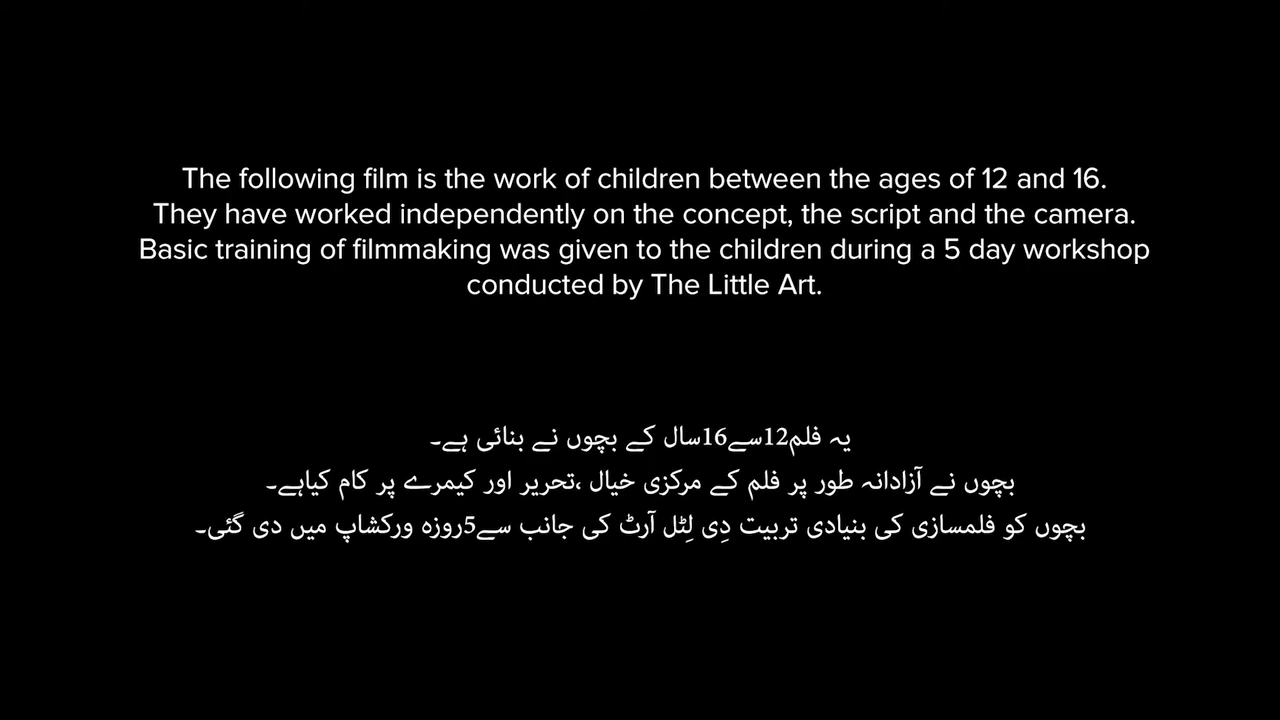 The following film is the work of children between the ages of 12 and 16.
They have worked independently on the concept, the script and the camera.
Basic training of filmmaking was given to the children during a 5 day workshop
conducted by The Little Art.
یہ فلم12سے16سال کے بچوں نے بنائی ہے۔
بچوں نے آزادانہ طور پر فلم کے مرکزی خیال ،تحریر اور کیمرے پر کام کیاہے۔
بچوں کو فلمسازی کی بنیادی تربیت دِی لِٹل آرٹ کی جانب سے5روزہ ورکشاپ میں دی گئی۔